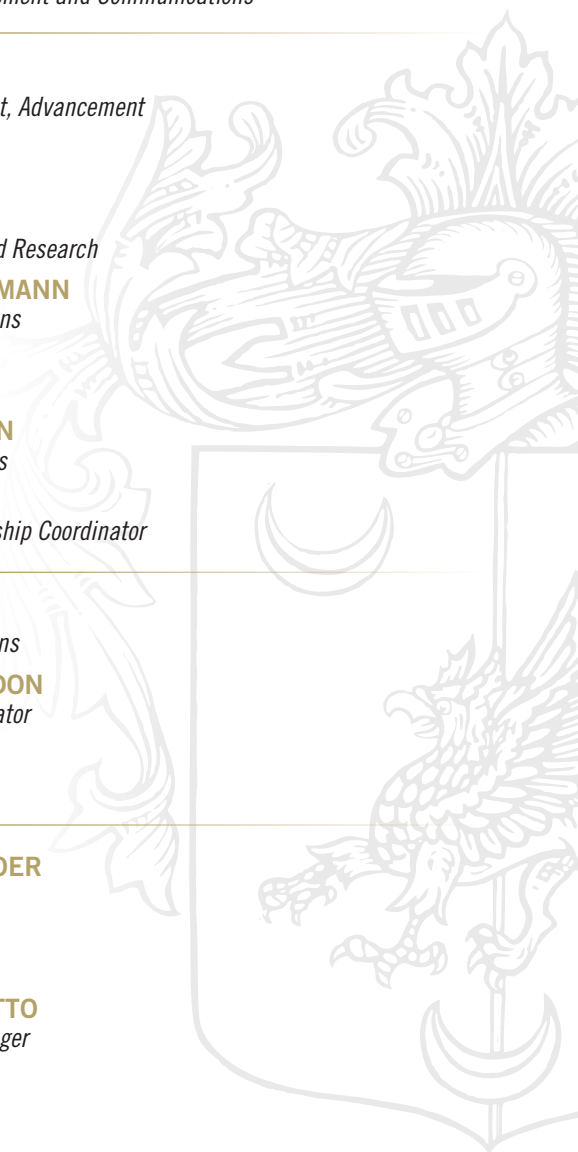 ment and Communications
t, Advancement
d Research
MANN
ns
N
s
ship Coordinator
ns
DON
ator
DER
TTO
ger